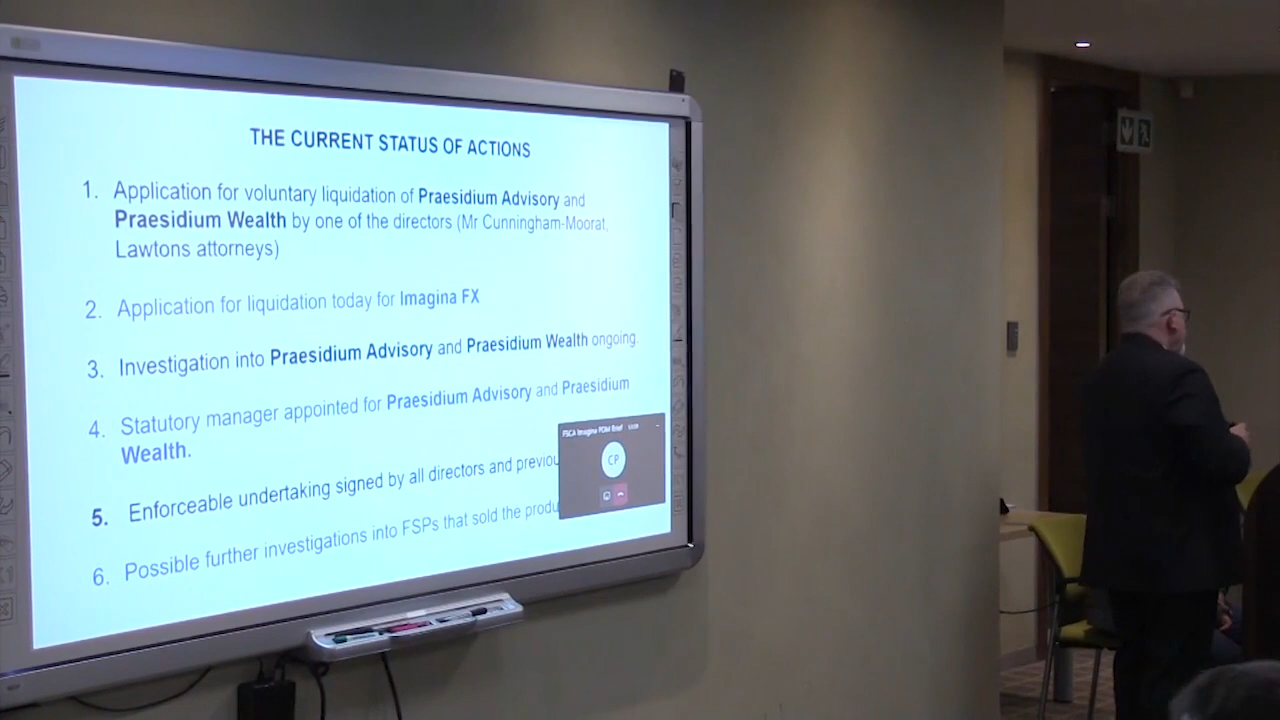 THE CURRENT STATUS OF ACTIONS
1. Application for voluntary liquidation of Praesidium Advisory and
Praesidium Wealth by one of the directors (Mr Cunningham-Moorat,
Lawtons attorneys)
2. Application for liquidation today for Imagina FX
3. Investigation into Praesidium Advisory and Praesidium Wealth ongoing
4. Statutory manager appointed for Praesidium Advisory and Praesidium
Wealth.
5. Enforceable undertaking signed by all directors and previou
6. Possible further investigations into FSPs that sold the produ
FSCA Imagina Brief
CP